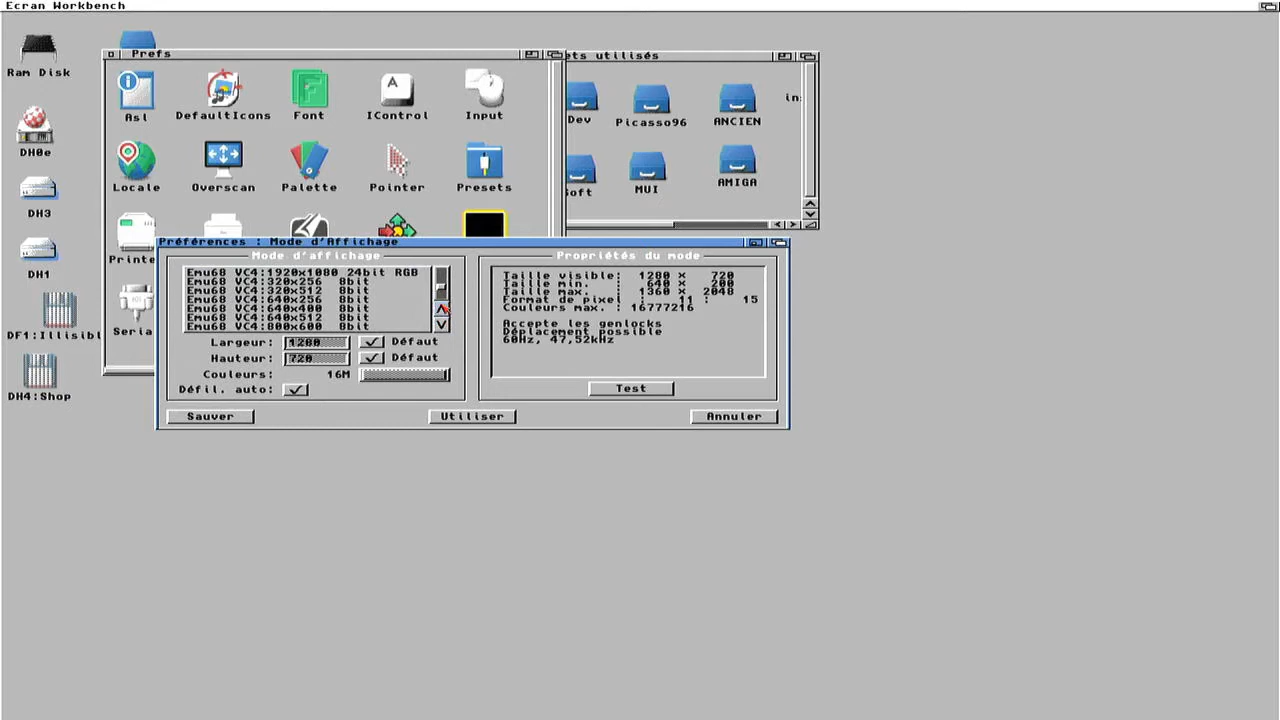 Ecran Workbench
Ram Disk
DH0e
DH3
DH1
DF1:Illisibl
DH4:Shop
Prefs
Asl
DefaultIcons
Font
IControl
Input
Locale
Overscan
Palette
Pointer
Presets
Printe
Seria
ets utilisés
Dev
Picasso96
ANCIEN
in
Soft
MUI
AMIGA
Préférences : Mode d'Affichage
Mode d'affichage
Emu68 VC4:1920x1080 24bit RGB
Emu68 VC4:320x256 8bit
Emu68 VC4:320x512 8bit
Emu68 VC4:640x256 8bit
Emu68 VC4:640x400 8bit
Emu68 VC4:640x512 8bit
Emu68 VC4:800x600 8bit
Largeur: 1280 Défaut
Hauteur: 720 Défaut
Couleurs: 16M
Défil. auto:
Propriétés du mode
Taille visible: 1280 x 720
Taille min. : 640 x 200
Taille max. : 1360 x 2048
Format de pixel : 11 : 15
Couleurs max. : 16777216
Accepte les genlocks
Déplacement possible
60Hz, 47,52kHz
Test
Sauver
Utiliser
Annuler